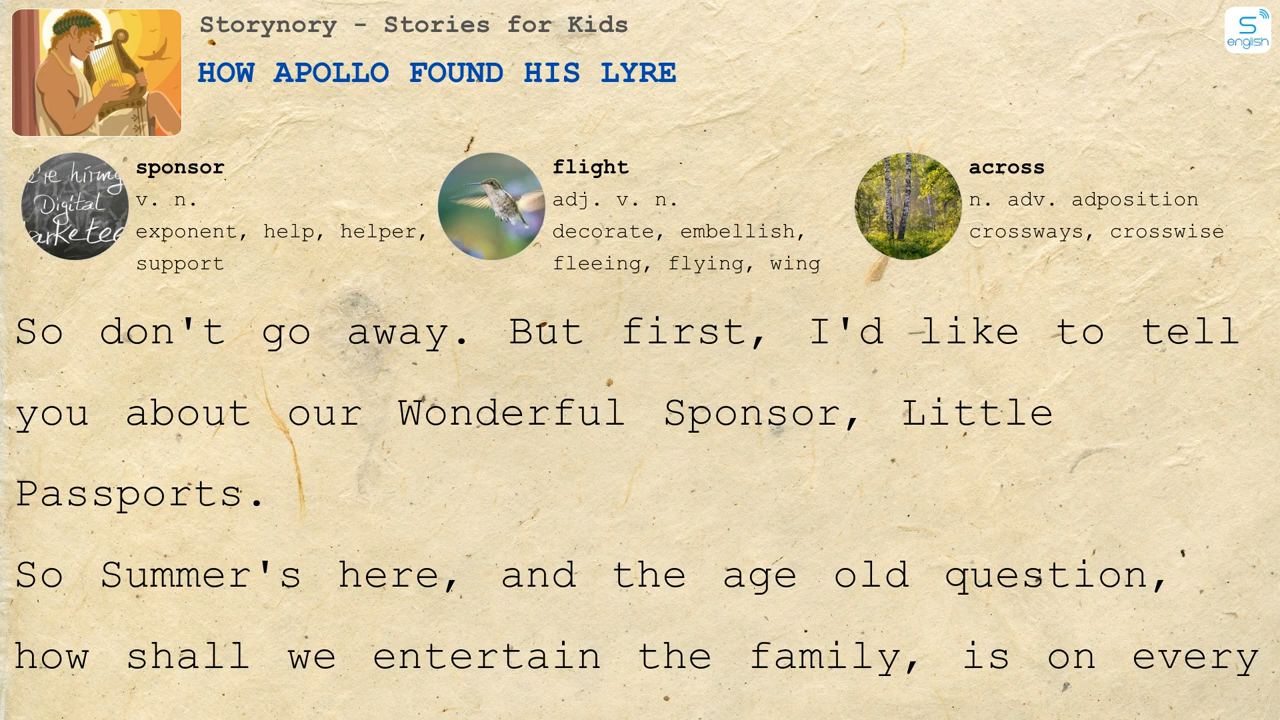 Storynory - Stories for Kids
HOW APOLLO FOUND HIS LYRE
S
english
sponsor
v. n.
exponent, help, helper,
support
flight
adj. v. n.
decorate, embellish,
fleeing, flying, wing
across
n. adv. adposition
crossways, crosswise
So don't go away. But first, I'd like to tell
you about our Wonderful Sponsor, Little
Passports.
So Summer's here, and the age old question,
how shall we entertain the family, is on every